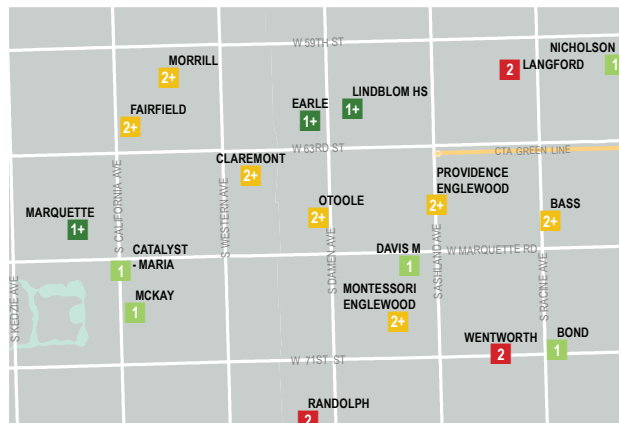 W 59TH ST
NICHOLSON
1
MORRILL
2+
2
LANGFORD
LINDBLOM HS
1+
EARLE
1+
FAIRFIELD
2+
W 63RD ST
CTA GREEN LINE
CLAREMONT
2+
PROVIDENCE
ENGLEWOOD
2+
OTOOLE
2+
BASS
2+
MARQUETTE
1+
S CALIFORNIA AVE
S WESTERN AVE
S DAMEN AVE
S ASHLAND AVE
S RACINE AVE
S KEDZIE AVE
W MARQUETTE RD
CATALYST
- MARIA
1
DAVIS M
1
MCKAY
1
MONTESSORI
ENGLEWOOD
2+
WENTWORTH
2
BOND
1
W 71ST ST
RANDOLPH
2